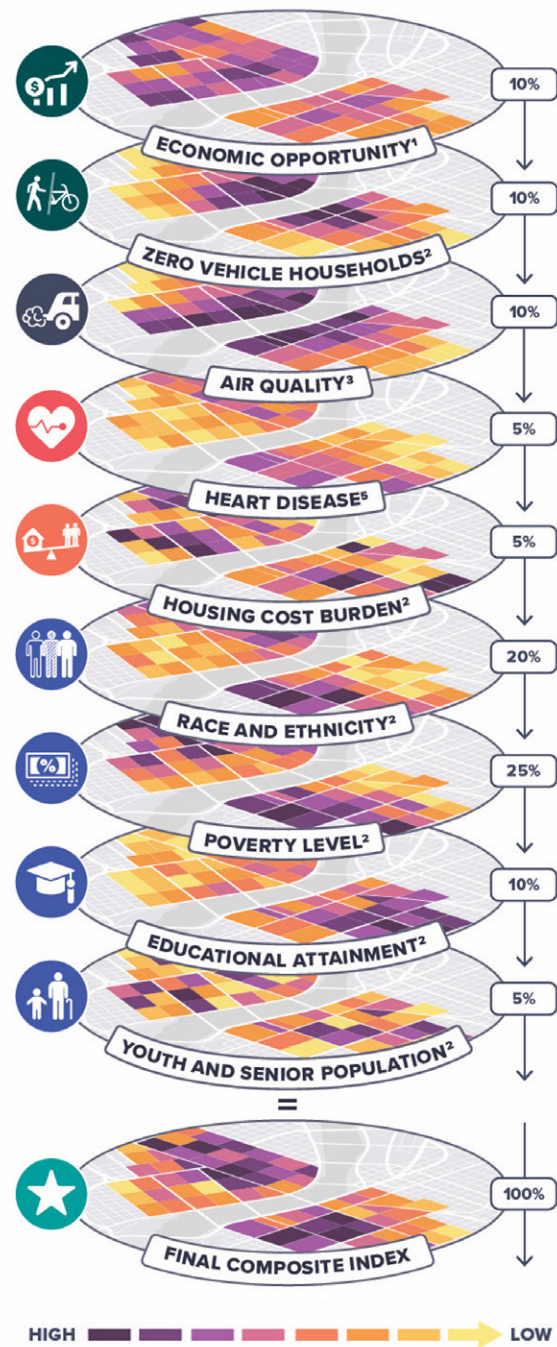 $
10%
ECONOMIC OPPORTUNITY¹
10%
ZERO VEHICLE HOUSEHOLDS²
10%
AIR QUALITY³
5%
HEART DISEASE⁵
$
5%
HOUSING COST BURDEN²
20%
RACE AND ETHNICITY²
(%)
25%
POVERTY LEVEL²
10%
EDUCATIONAL ATTAINMENT²
5%
YOUTH AND SENIOR POPULATION²
=
100%
FINAL COMPOSITE INDEX
HIGH LOW